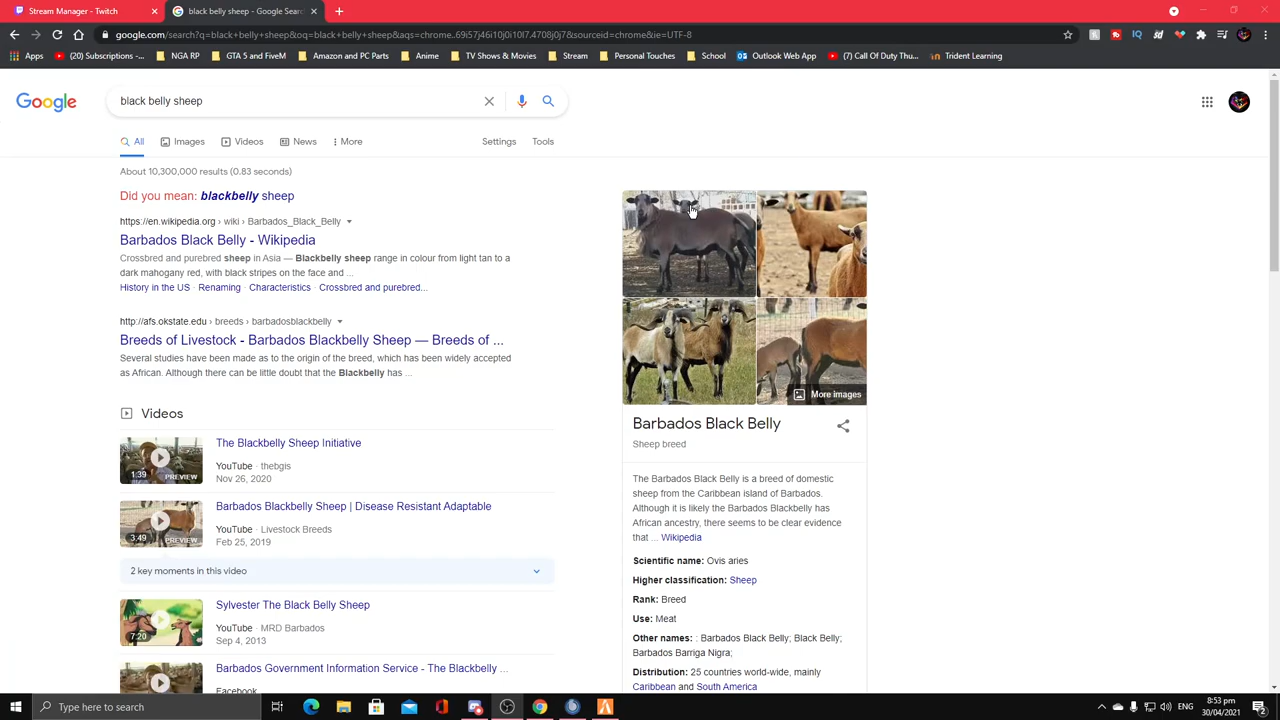 Stream Manager - Twitch
black belly sheep - Google Sear
google.com/search?q=black+belly+sheep&oq=black+belly+sheep&aqs=chrome..69i57j46i10j0i10l7.4708j0j7&sourceid=chrome&ie=UTF-8
Apps
(20) Subscriptions -...
NGA RP
GTA 5 and FiveM
Amazon and PC Parts
Anime
TV Shows & Movies
Stream
Personal Touches
School
Outlook Web App
(7) Call Of Duty Thu...
Trident Learning
Google
black belly sheep
All
Images
Videos
News
More
Settings
Tools
About 10,300,000 results (0.83 seconds)
Did you mean: blackbelly sheep
https://en.wikipedia.org › wiki › Barbados_Black_Belly
Barbados Black Belly - Wikipedia
Crossbred and purebred sheep in Asia — Blackbelly sheep range in colour from light tan to a
dark mahogany red, with black stripes on the face and ...
History in the US · Renaming · Characteristics · Crossbred and purebred...
http://afs.okstate.edu › breeds › barbadosblackbelly
Breeds of Livestock - Barbados Blackbelly Sheep — Breeds of ...
Several studies have been made as to the origin of the breed, which has been widely accepted
as African. Although there can be little doubt that the Blackbelly has ...
Videos
The Blackbelly Sheep Initiative
YouTube · thebgis
Nov 26, 2020
1:39
PREVIEW
Barbados Blackbelly Sheep | Disease Resistant Adaptable
YouTube · Livestock Breeds
Feb 25, 2019
3:49
PREVIEW
2 key moments in this video
Sylvester The Black Belly Sheep
YouTube · MRD Barbados
Sep 4, 2013
7:20
Barbados Government Information Service - The Blackbelly ...
Facebook
More images
Barbados Black Belly
Sheep breed
The Barbados Black Belly is a breed of domestic
sheep from the Caribbean island of Barbados.
Although it is likely the Barbados Blackbelly has
African ancestry, there seems to be clear evidence
that ... Wikipedia
Scientific name: Ovis aries
Higher classification: Sheep
Rank: Breed
Use: Meat
Other names: : Barbados Black Belly; Black Belly;
Barbados Barriga Nigra;
Distribution: 25 countries world-wide, mainly
Caribbean and South America
Type here to search
ENG
8:53 pm
30/04/2021
2